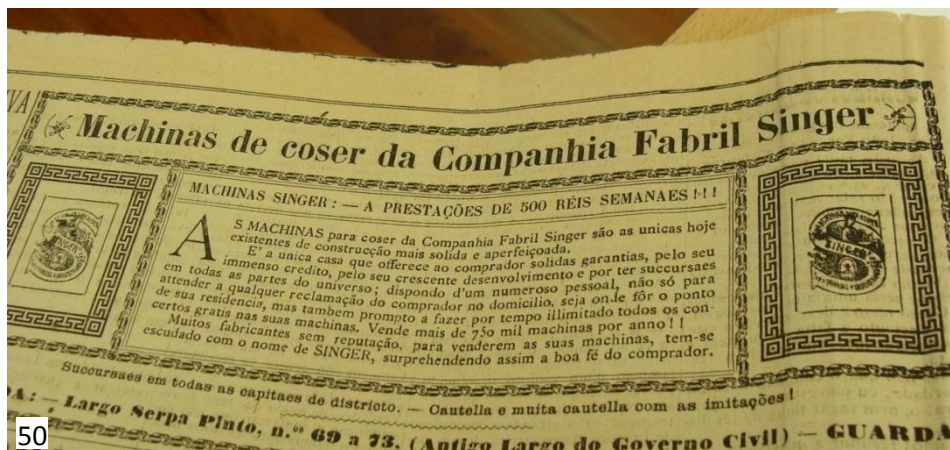 VA
Machinas de coser da Companhia Fabril Singer
MACHINAS SINGER: — A PRESTAÇÕES DE 500 RÉIS SEMANAES !!!
AS MACHINAS para coser da Companhia Fabril Singer são as unicas hoje
existentes de construcção mais solida e aperfeiçoada.
E' a unica casa que offerece ao comprador solidas garantias, pelo seu
immenso credito, pelo seu crescente desenvolvimento e por ter succursaes
em todas as partes do universo; dispondo d'um numeroso pessoal, não só para
attender a qualquer reclamação do comprador no domicilio, seja onde fôr o ponto
de sua residencia, mas tambem prompto a fazer por tempo illimitado todos os con-
certos gratis nas suas machinas. Vende mais de 750 mil machinas por anno!!
Muitos fabricantes sem reputação, para venderem as suas machinas, tem-se
escudado com o nome de SINGER, surprehendendo assim a boa fé do comprador.
SINGER
SINGER
Succursaes em todas as capitaes de districto. — Cautella e muita cautella com as imitações!
DA: — Largo Serpa Pinto, n.os 69 a 73. (Antigo Largo do Governo Civil) — GUARDA
50